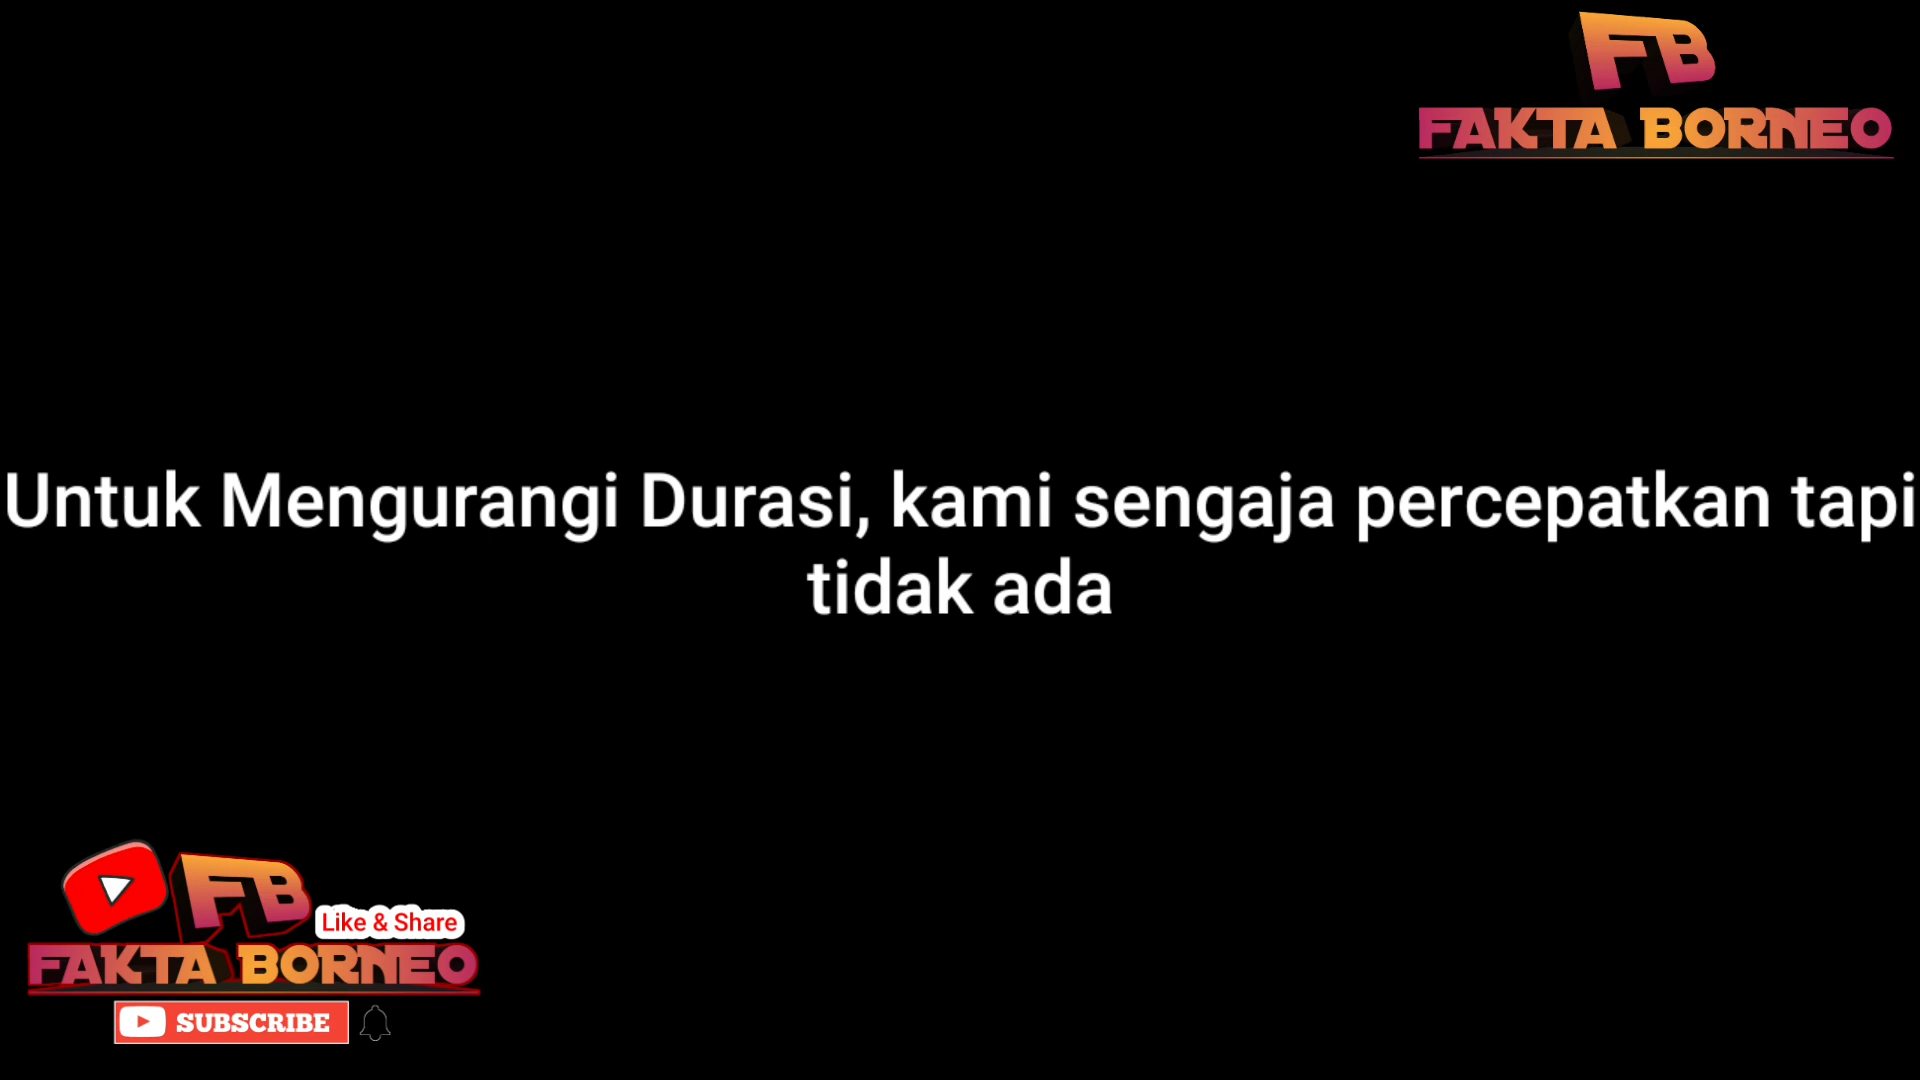 FB
FAKTA BORNEO
Untuk Mengurangi Durasi, kami sengaja percepatkan tapi
tidak ada
FB
Like & Share
FAKTA BORNEO
SUBSCRIBE